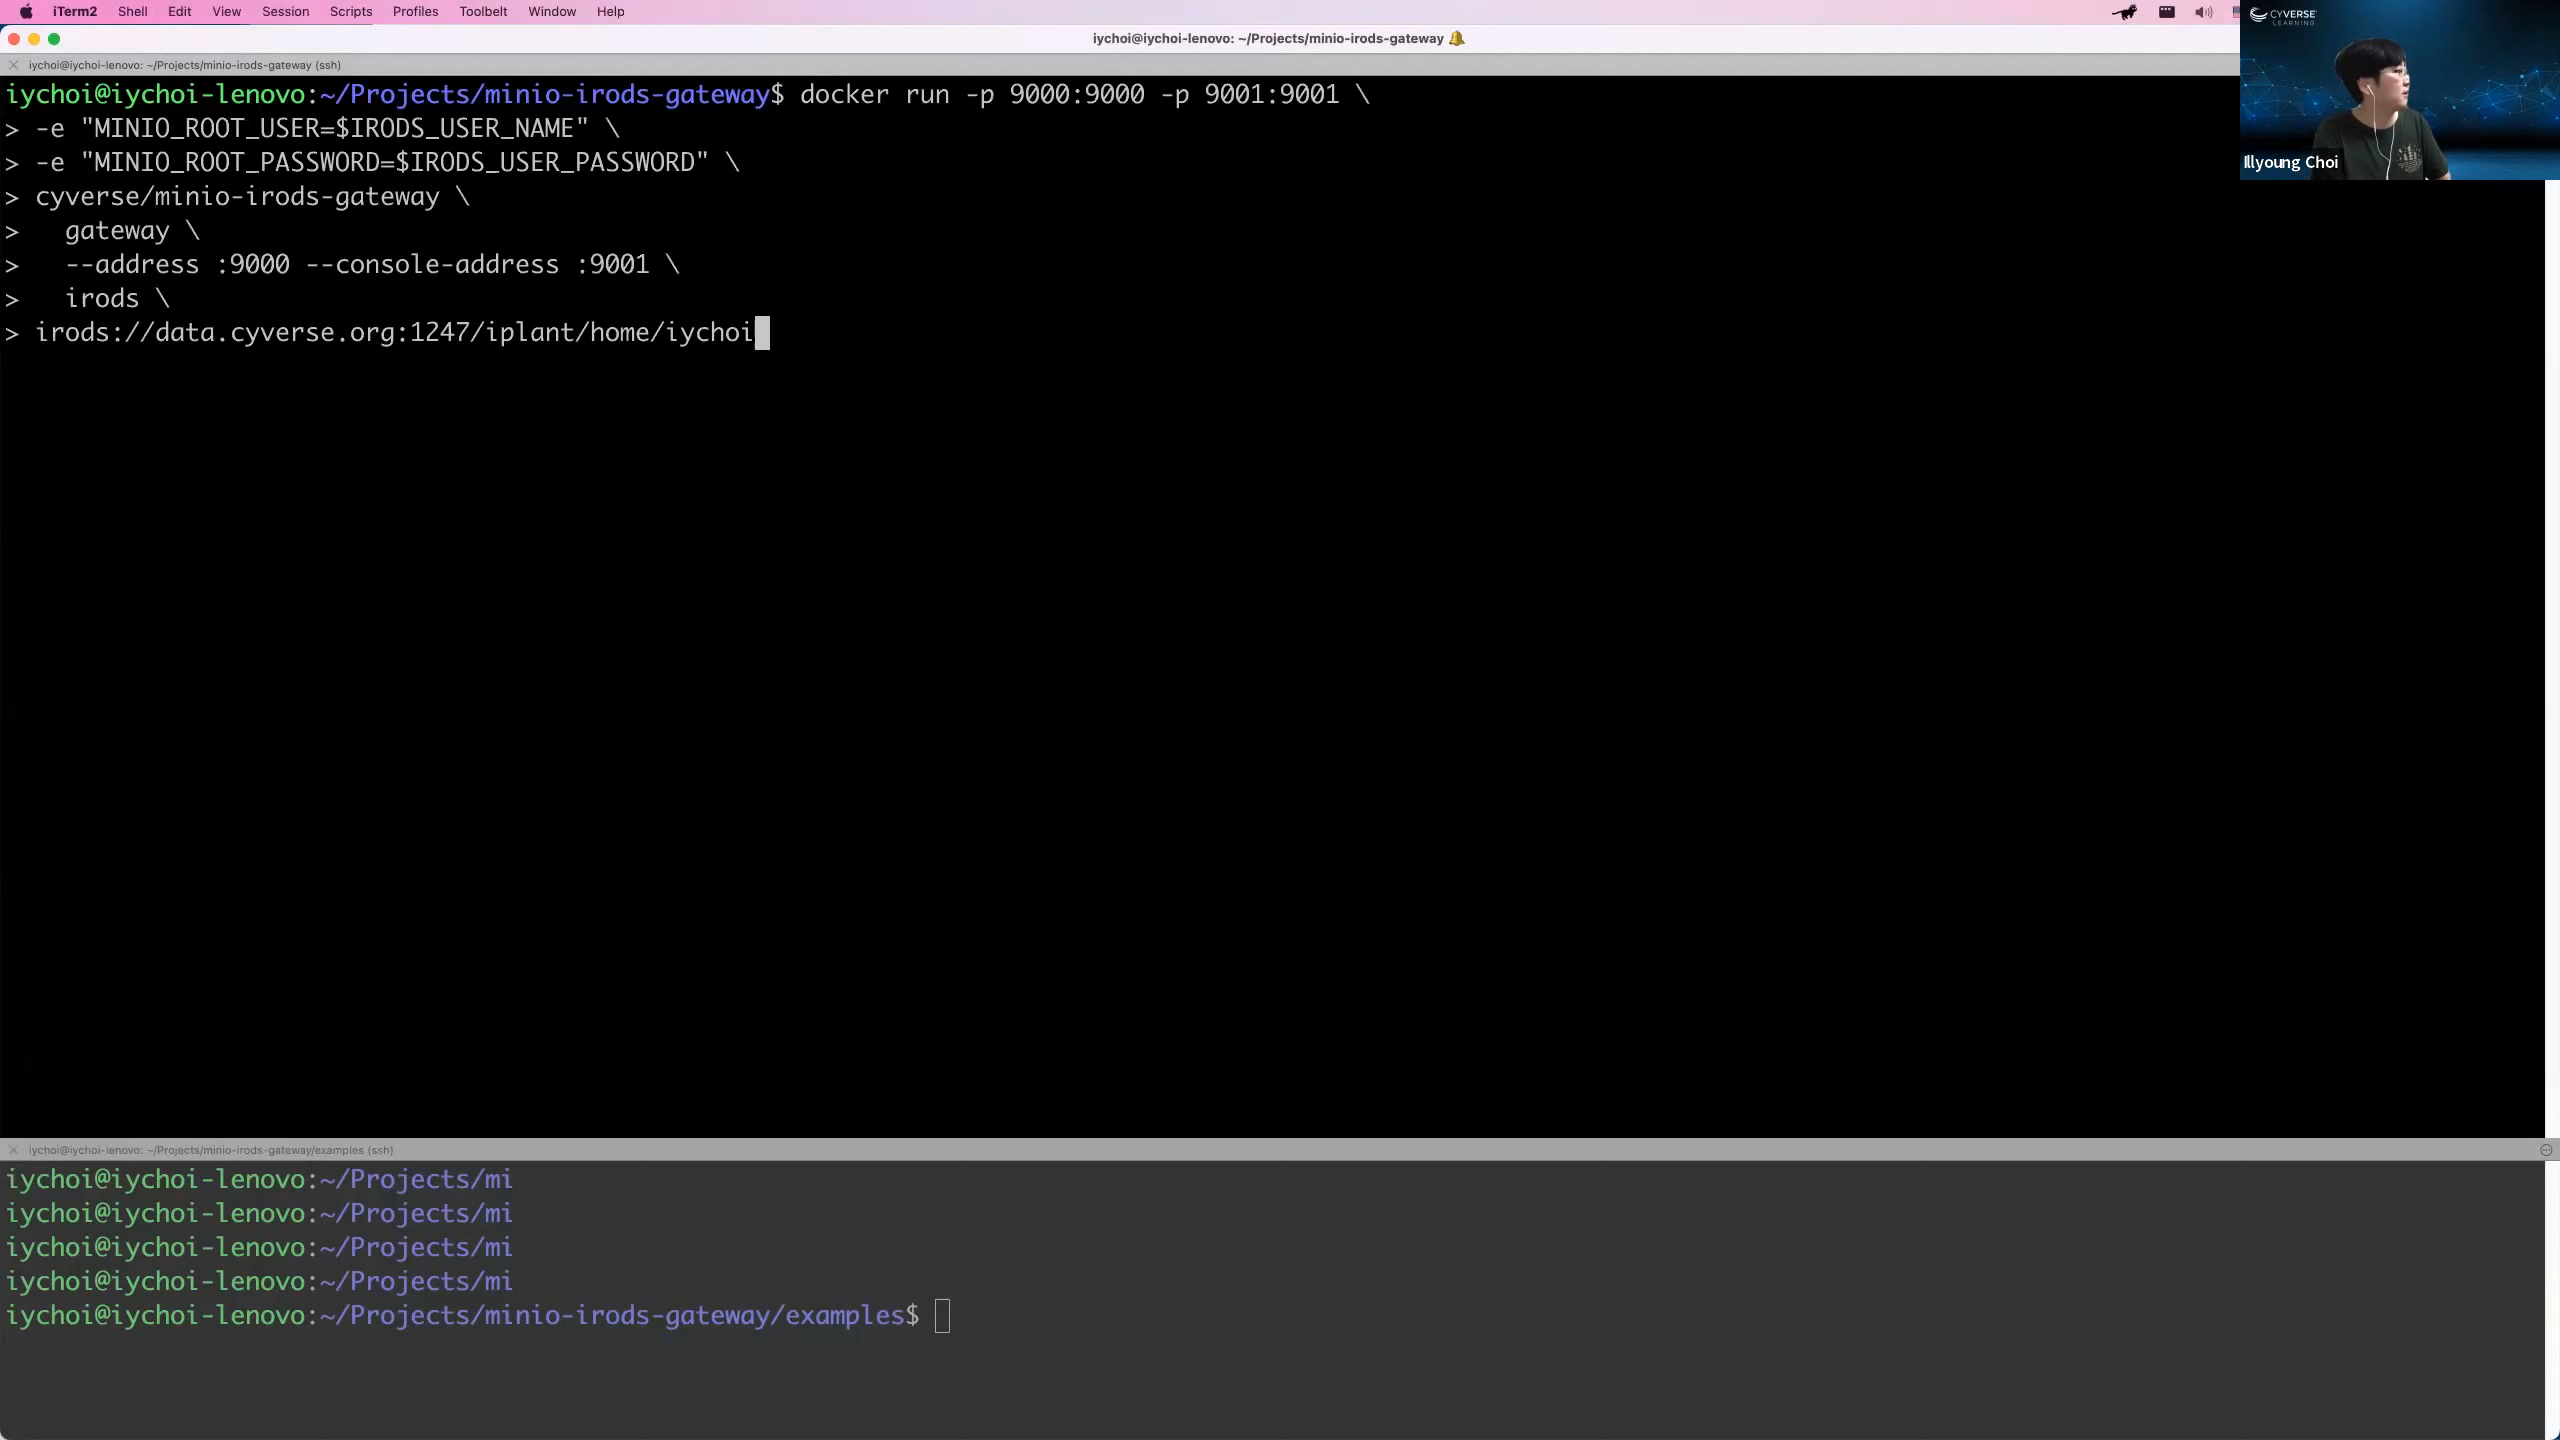 iTerm2 Shell Edit View Session Scripts Profiles Toolbelt Window Help
iychoi@iychoi-lenovo: ~/Projects/minio-irods-gateway 🔔
iychoi@iychoi-lenovo: ~/Projects/minio-irods-gateway (ssh)
iychoi@iychoi-lenovo:~/Projects/minio-irods-gateway$ docker run -p 9000:9000 -p 9001:9001 \
> -e "MINIO_ROOT_USER=$IRODS_USER_NAME" \
> -e "MINIO_ROOT_PASSWORD=$IRODS_USER_PASSWORD" \
> cyverse/minio-irods-gateway \
>   gateway \
>   --address :9000 --console-address :9001 \
>   irods \
> irods://data.cyverse.org:1247/iplant/home/iychoi
CYVERSE
LEARNING
Illyoung Choi
iychoi@iychoi-lenovo: ~/Projects/minio-irods-gateway/examples (ssh)
iychoi@iychoi-lenovo:~/Projects/mi
iychoi@iychoi-lenovo:~/Projects/mi
iychoi@iychoi-lenovo:~/Projects/mi
iychoi@iychoi-lenovo:~/Projects/mi
iychoi@iychoi-lenovo:~/Projects/minio-irods-gateway/examples$